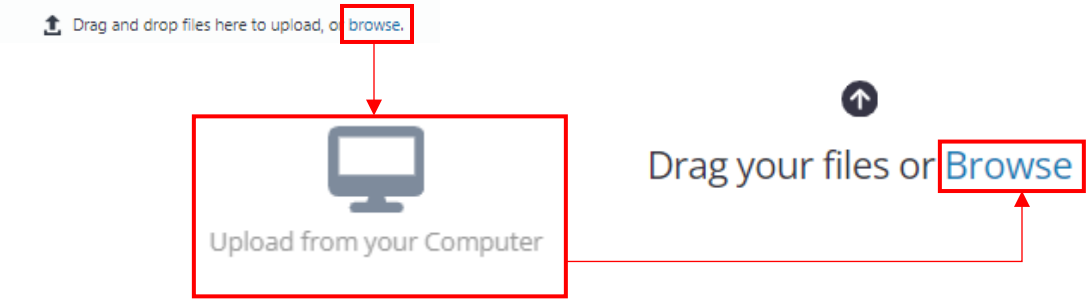 Drag and drop files here to upload, or browse.
Upload from your Computer
Drag your files or Browse